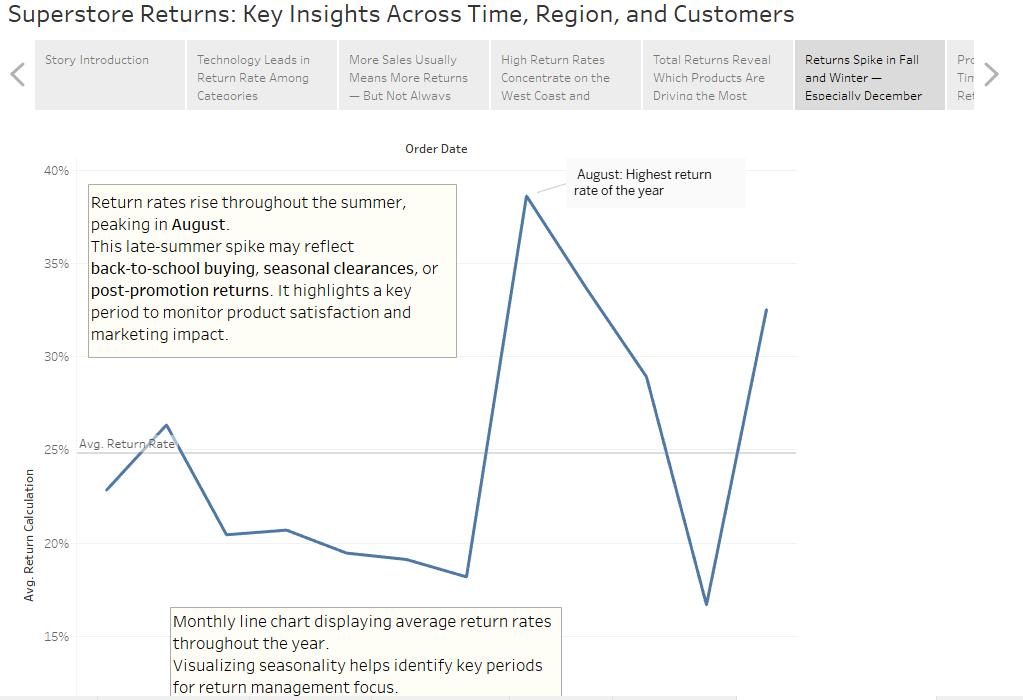 Superstore Returns: Key Insights Across Time, Region, and Customers
Story Introduction
Technology Leads in
Return Rate Among
Categories
More Sales Usually
Means More Returns
— But Not Always
High Return Rates
Concentrate on the
West Coast and
Total Returns Reveal
Which Products Are
Driving the Most
Returns Spike in Fall
and Winter —
Especially December
Order Date
40%
35%
30%
25%
20%
15%
Avg. Return Calculation
August: Highest return
rate of the year
Return rates rise throughout the summer,
peaking in August.
This late-summer spike may reflect
back-to-school buying, seasonal clearances, or
post-promotion returns. It highlights a key
period to monitor product satisfaction and
marketing impact.
Avg. Return Rate
Monthly line chart displaying average return rates
throughout the year.
Visualizing seasonality helps identify key periods
for return management focus.